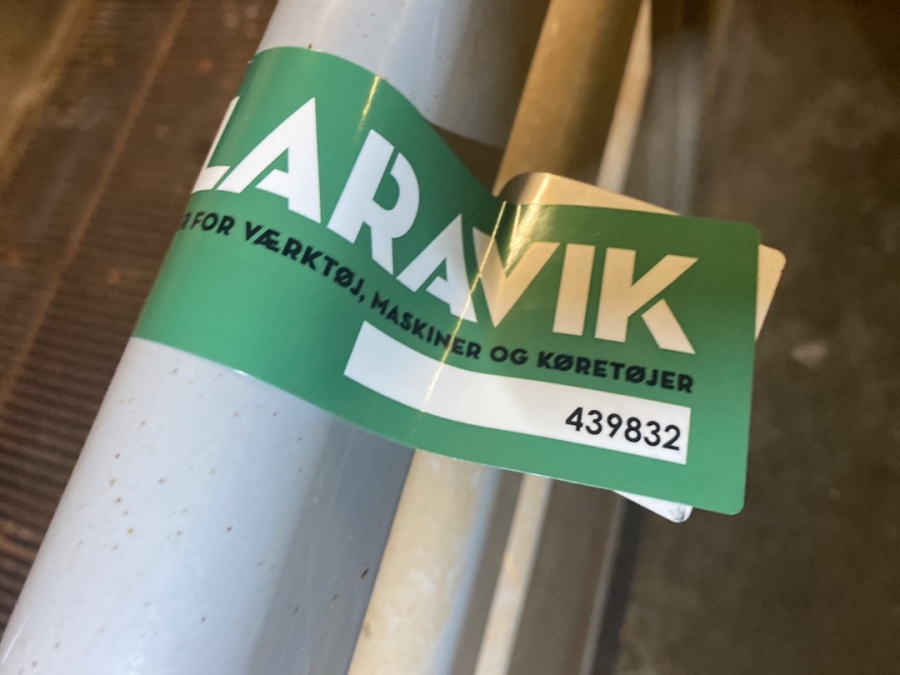 LARAVIK
FOR VÆRKTØJ, MASKINER OG KØRETØJER
439832